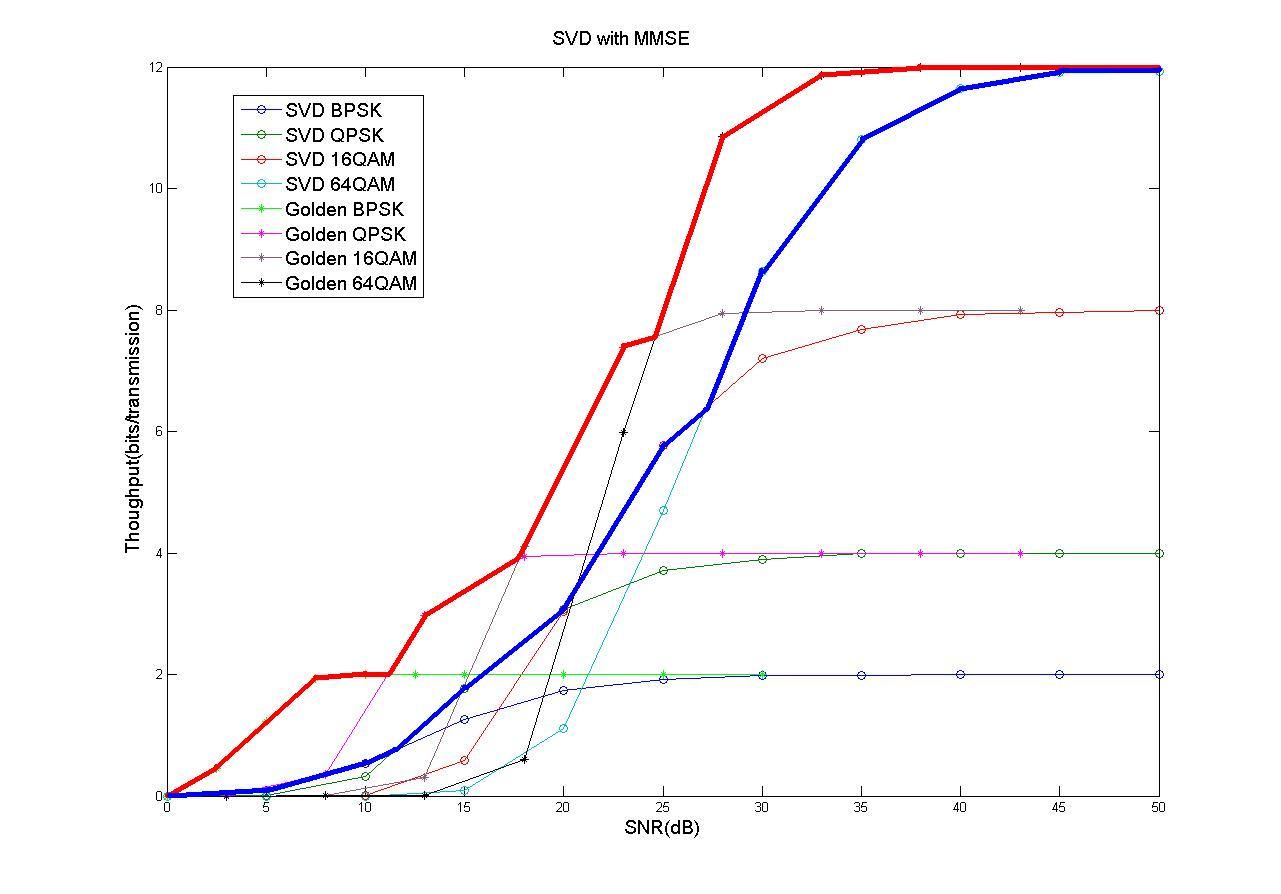 SVD with MMSE
12
10
8
6
4
2
0
SVD BPSK
SVD QPSK
SVD 16QAM
SVD 64QAM
Golden BPSK
Golden QPSK
Golden 16QAM
Golden 64QAM
Thoughput(bits/transmission)
0 5 10 15 20 25 30 35 40 45 50
SNR(dB)